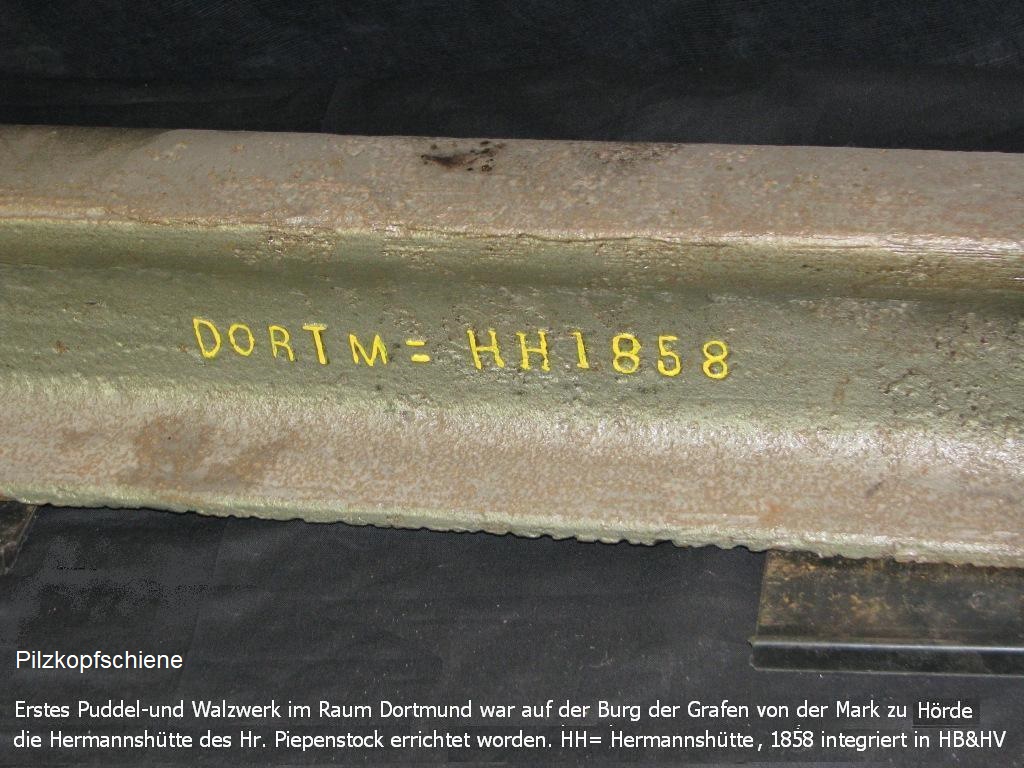 DORTM= HH1858
Pilzkopfschiene
Erstes Puddel-und Walzwerk im Raum Dortmund war auf der Burg der Grafen von der Mark zu Hörde
die Hermannshütte des Hr. Piepenstock errichtet worden. HH= Hermannshütte, 1858 integriert in HB&HV